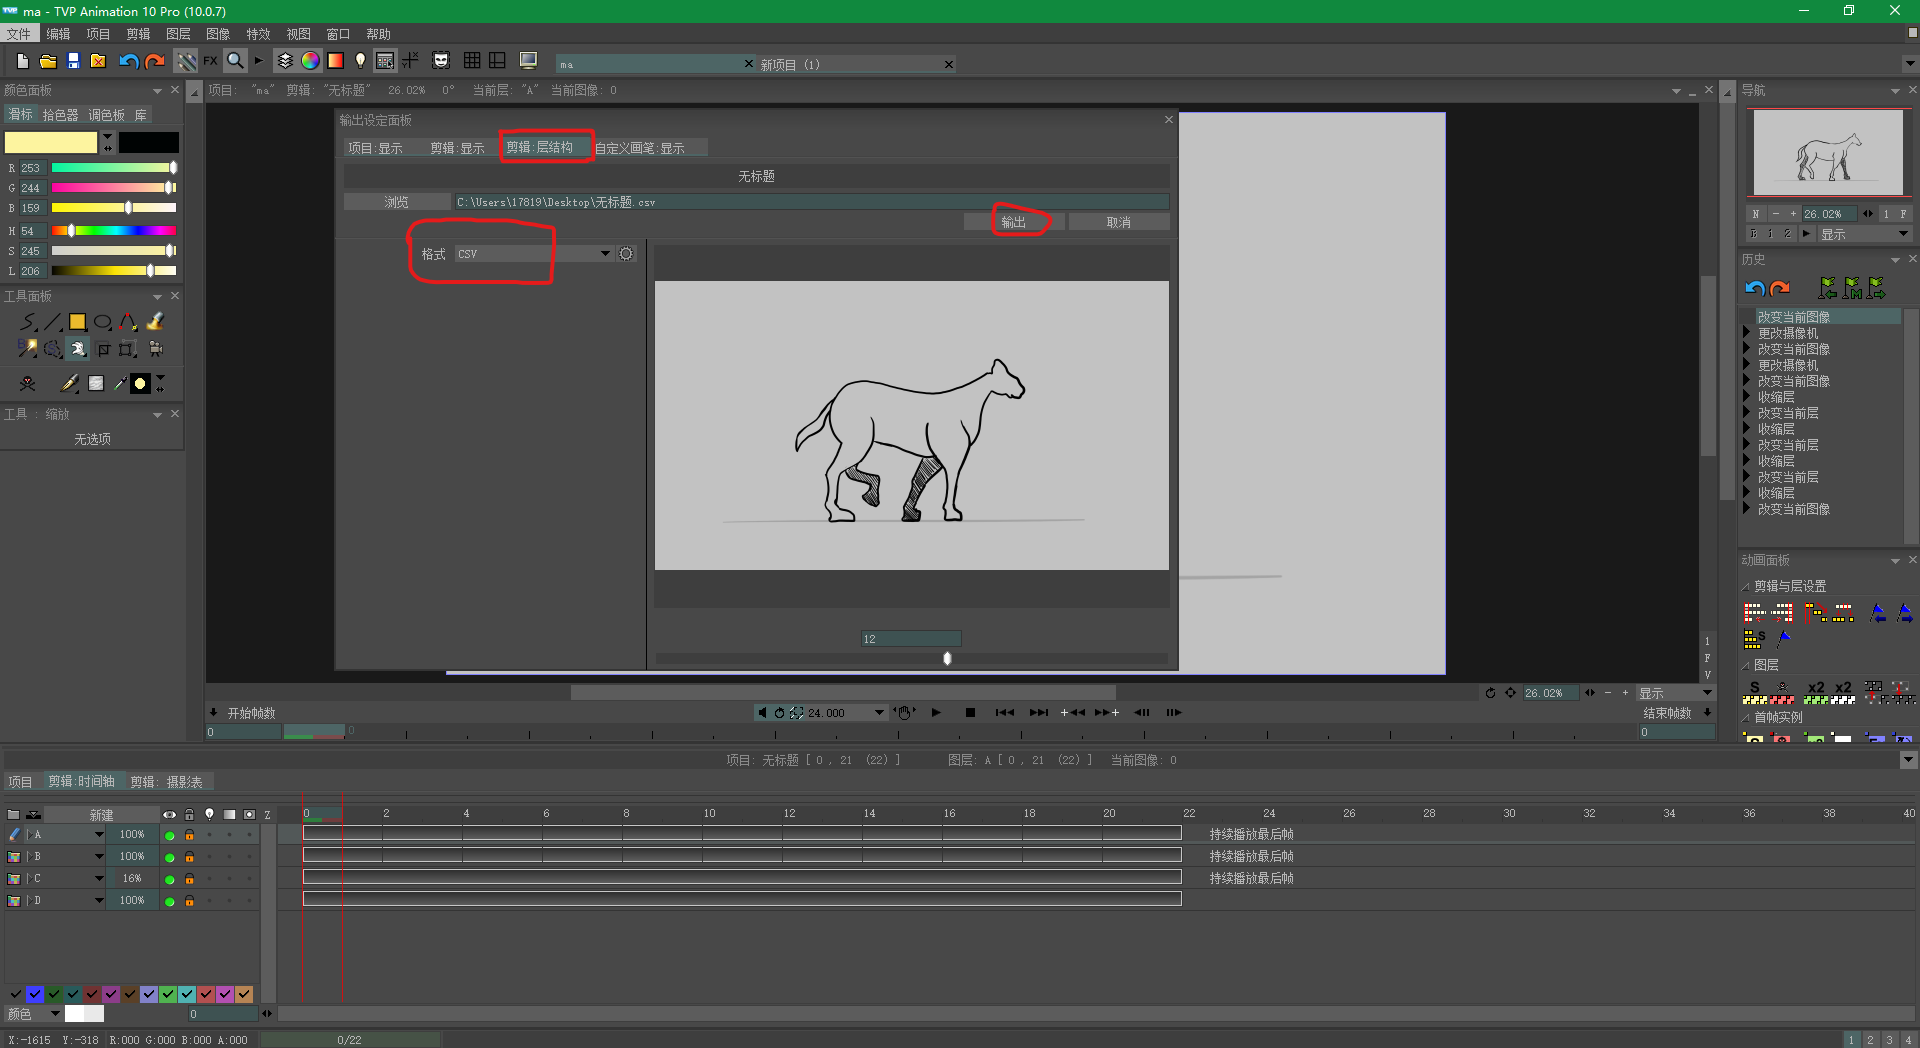 ma - TVP Animation 10 Pro (10.0.7)
文件 编辑 项目 剪辑 图层 图像 特效 视图 窗口 帮助
FX ma 新项目 (1)
颜色面板
滑标 拾色器 调色板 库
R 253
G 244
B 159
H 54
S 245
L 206
工具面板
工具 : 缩放
无选项
项目: "ma" 剪辑: "无标题" 26.02% 0° 当前层: "A" 当前图像: 0
输出设定面板
项目:显示 剪辑:显示 剪辑:层结构 自定义画笔:显示
无标题
浏览 C:\Users\17819\Desktop\无标题.csv
输出 取消
格式 CSV
12
1
F
V
26.02% 显示
开始帧数 24.000 结束帧数
0 0 0
导航
N - + 26.02% 1 F
B 1 2 显示
历史
改变当前图像
更改摄像机
改变当前图像
更改摄像机
改变当前图像
收缩层
改变当前层
收缩层
改变当前层
收缩层
改变当前层
收缩层
改变当前图像
动画面板
剪辑与层设置
图层
S x2 x2
首帧实例
项目: 无标题 [ 0 , 21 (22) ] 图层: A [ 0 , 21 (22) ] 当前图像: 0
项目 剪辑:时间轴 剪辑: 摄影表
新建 Z 0 2 4 6 8 10 12 14 16 18 20 22 24 26 28 30 32 34 36 38 40
A 100% 持续播放最后帧
B 100% 持续播放最后帧
C 16% 持续播放最后帧
D 100%
颜色 0
X:-1615 Y:-318 R:000 G:000 B:000 A:000 0/22 1 2 3 4